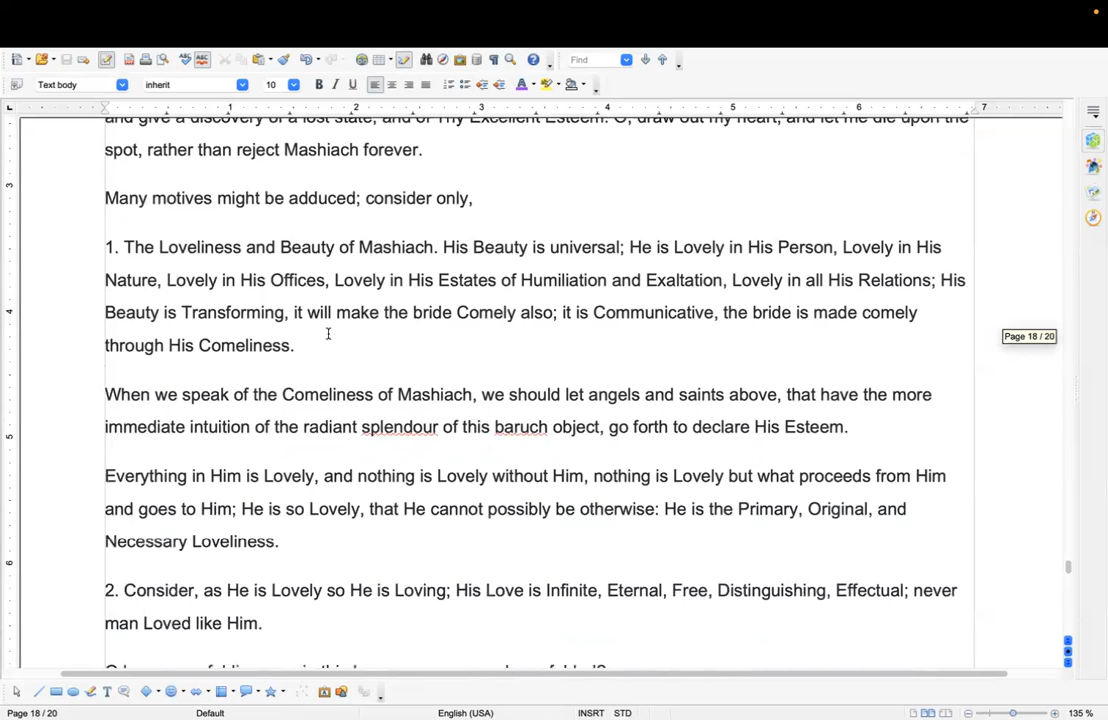 Find
Text body
inherit
10
B I U
1 2 3 4 5 6 7
and give a discovery of a lost state, and of Thy Excellent Esteem. O, draw out my heart, and let me die upon the
spot, rather than reject Mashiach forever.
3
Many motives might be adduced; consider only,
1. The Loveliness and Beauty of Mashiach. His Beauty is universal; He is Lovely in His Person, Lovely in His
Nature, Lovely in His Offices, Lovely in His Estates of Humiliation and Exaltation, Lovely in all His Relations; His
4
Beauty is Transforming, it will make the bride Comely also; it is Communicative, the bride is made comely
Page 18 / 20
through His Comeliness.
When we speak of the Comeliness of Mashiach, we should let angels and saints above, that have the more
immediate intuition of the radiant splendour of this baruch object, go forth to declare His Esteem.
5
Everything in Him is Lovely, and nothing is Lovely without Him, nothing is Lovely but what proceeds from Him
and goes to Him; He is so Lovely, that He cannot possibly be otherwise: He is the Primary, Original, and
Necessary Loveliness.
6
2. Consider, as He is Lovely so He is Loving; His Love is Infinite, Eternal, Free, Distinguishing, Effectual; never
man Loved like Him.
Page 18 / 20
Default
English (USA)
INSRT
STD
135 %